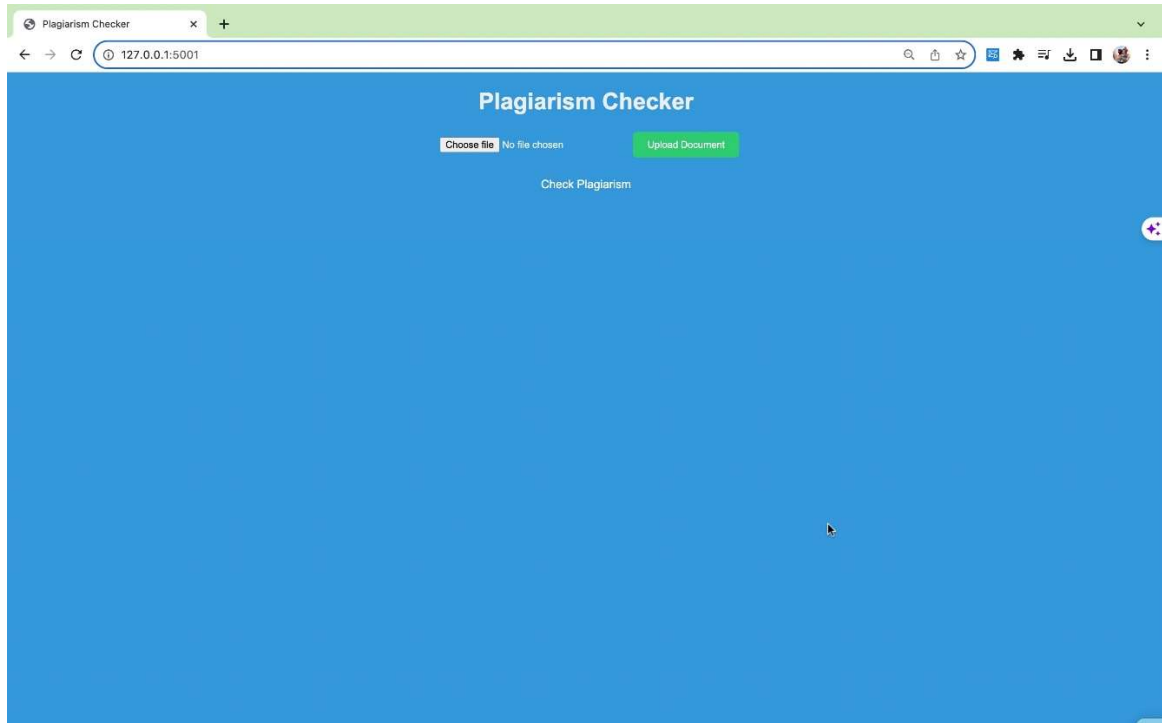 Plagiarism Checker
127.0.0.1:5001
Plagiarism Checker
Choose file No file chosen Upload Document
Check Plagiarism